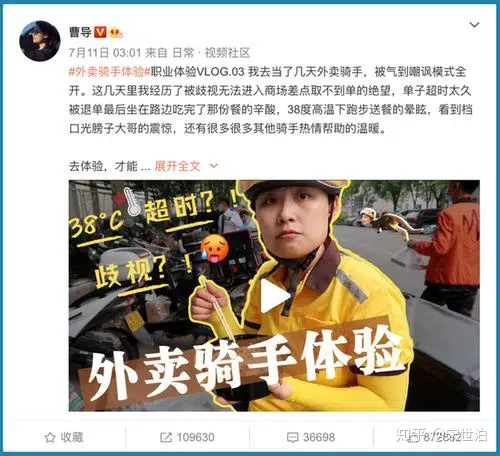 曹导
7月11日 03:01 来自 日常·视频社区
#外卖骑手体验#职业体验VLOG.03 我去当了几天外卖骑手，被气到嘲讽模式全
开。这几天里我经历了被歧视无法进入商场差点取不到单的绝望，单子超时太久
被退单最后坐在路边吃完了那份餐的辛酸，38度高温下跑步送餐的晕眩，看到档
口光膀子大哥的震惊，还有很多很多其他骑手热情帮助的温暖。
去体验，才能 ... 展开全文
38°C 超时？！
歧视？！
外卖骑手体验
收藏 109630 36698
知乎